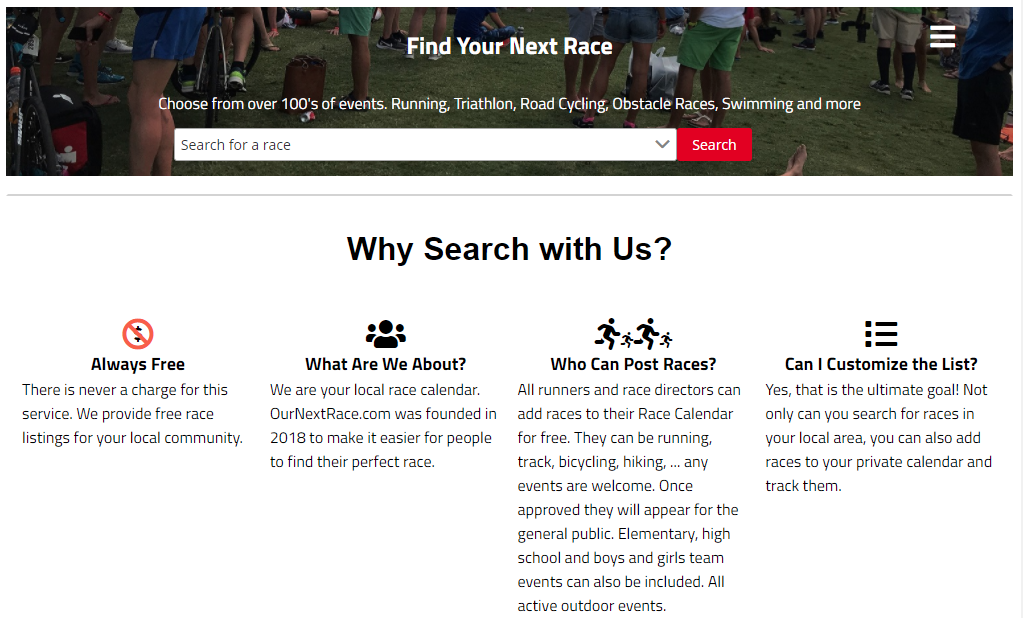 Find Your Next Race
Choose from over 100's of events. Running, Triathlon, Road Cycling, Obstacle Races, Swimming and more
Search for a race
Search
Why Search with Us?
Always Free
There is never a charge for this
service. We provide free race
listings for your local community.
What Are We About?
We are your local race calendar.
OurNextRace.com was founded in
2018 to make it easier for people
to find their perfect race.
Who Can Post Races?
All runners and race directors can
add races to their Race Calendar
for free. They can be running,
track, bicycling, hiking, ... any
events are welcome. Once
approved they will appear for the
general public. Elementary, high
school and boys and girls team
events can also be included. All
active outdoor events.
Can I Customize the List?
Yes, that is the ultimate goal! Not
only can you search for races in
your local area, you can also add
races to your private calendar and
track them.